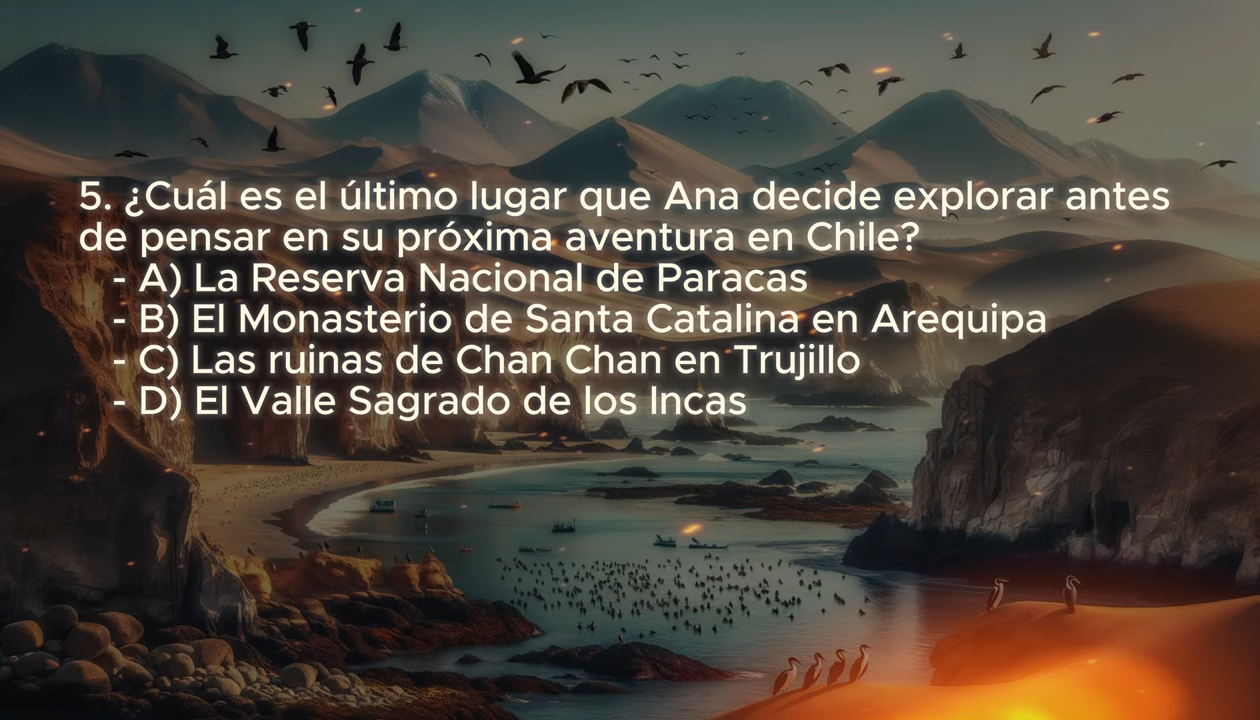 5. ¿Cuál es el último lugar que Ana decide explorar antes
de pensar en su próxima aventura en Chile?
- A) La Reserva Nacional de Paracas
- B) El Monasterio de Santa Catalina en Arequipa
- C) Las ruinas de Chan Chan en Trujillo
- D) El Valle Sagrado de los Incas